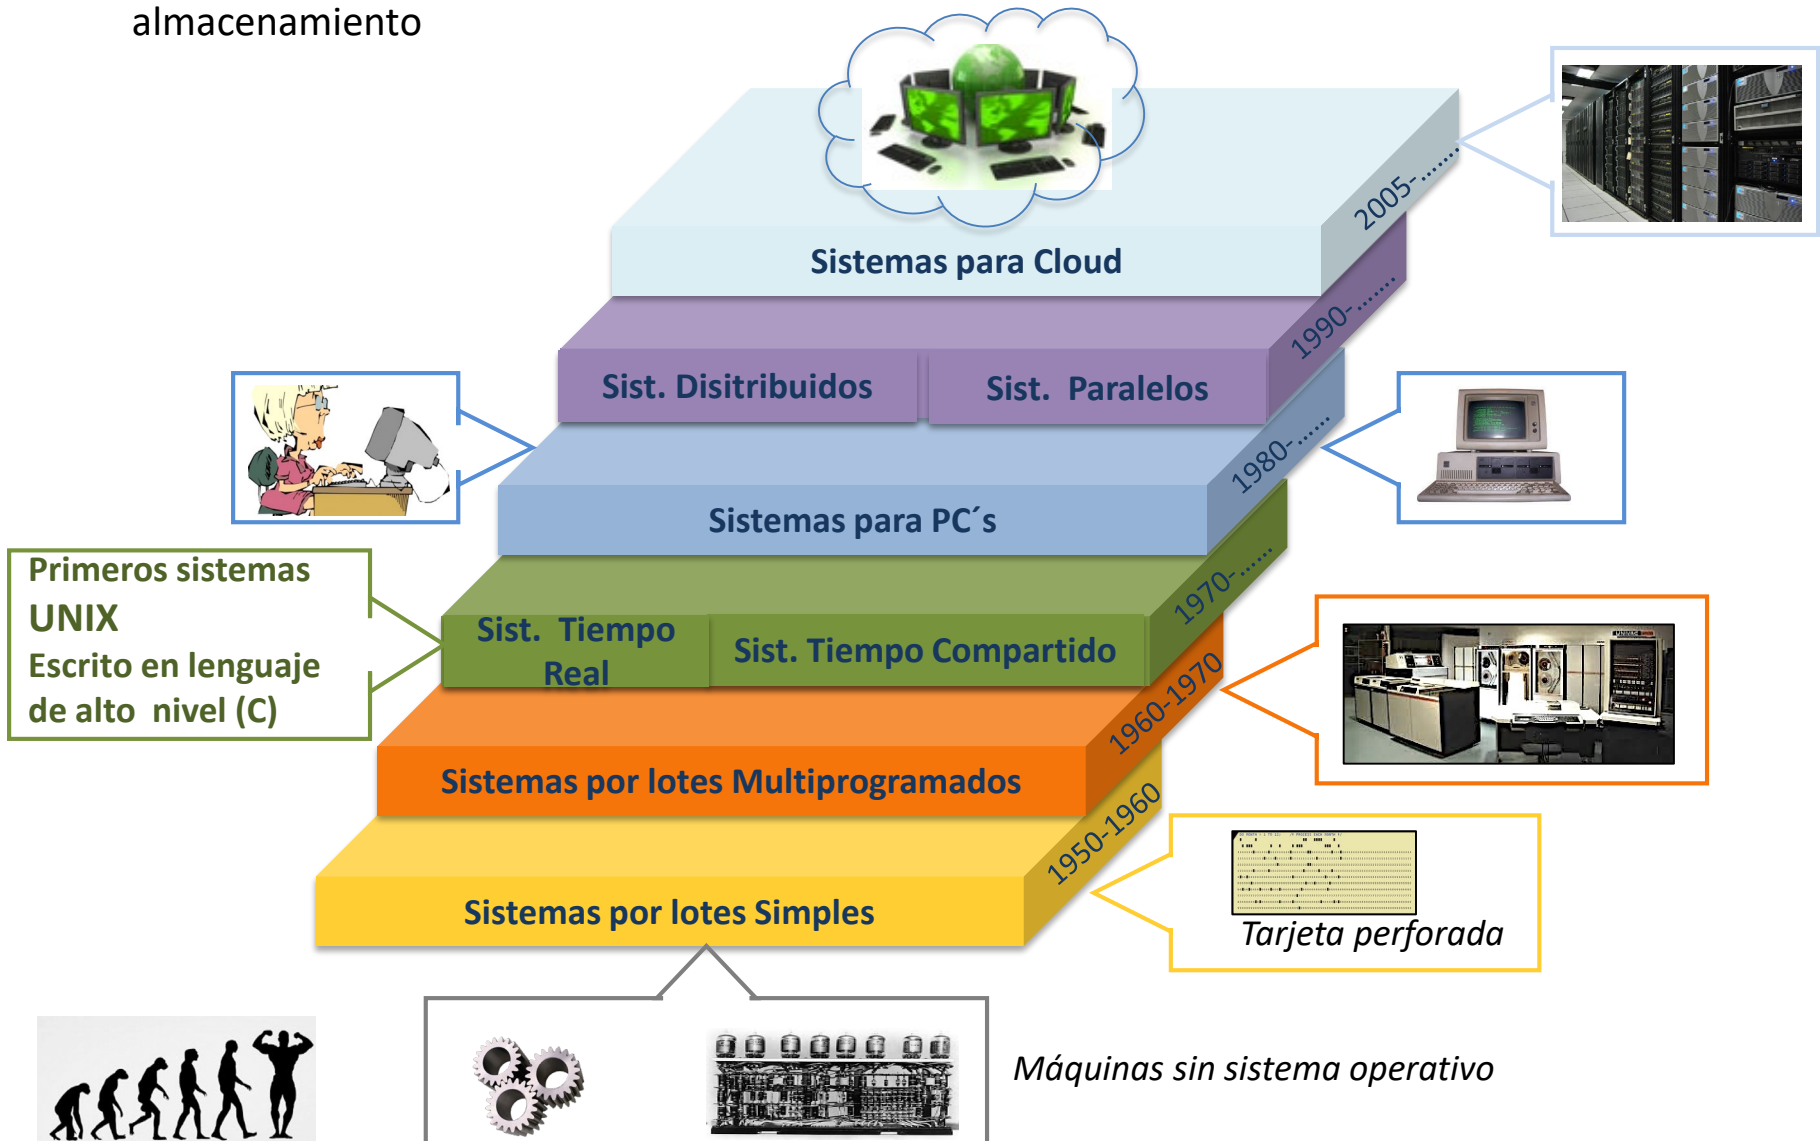 almacenamiento
2005-.......
Sistemas para Cloud
1990-.......
Sist. Disitribuidos
Sist.  Paralelos
1980-......
Sistemas para PC´s
Primeros sistemas
UNIX
Escrito en lenguaje
de alto  nivel (C)
1970-......
Sist.  Tiempo
Real
Sist. Tiempo Compartido
1960-1970
UNIVAC
Sistemas por lotes Multiprogramados
1950-1960
Sistemas por lotes Simples
Tarjeta perforada
Máquinas sin sistema operativo